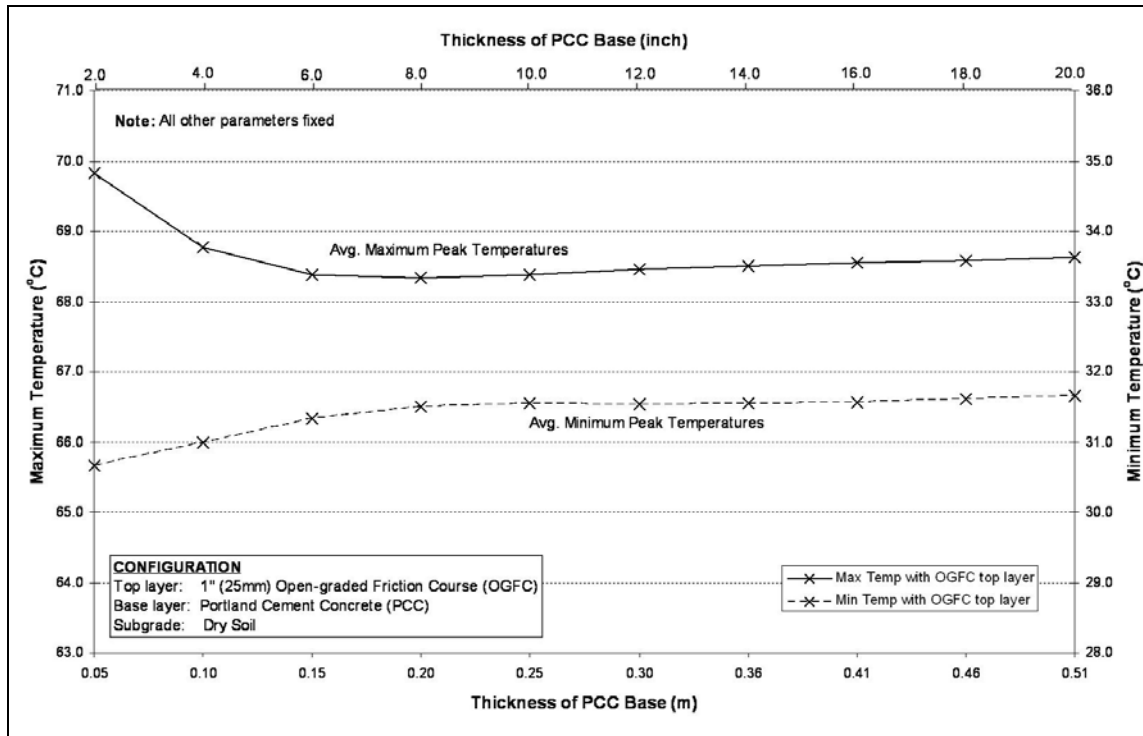 Thickness of PCC Base (inch)
2.0 4.0 6.0 8.0 10.0 12.0 14.0 16.0 18.0 20.0
71.0
70.0
69.0
68.0
67.0
66.0
65.0
64.0
63.0
Maximum Temperature (°C)
Note: All other parameters fixed
Avg. Maximum Peak Temperatures
Avg. Minimum Peak Temperatures
CONFIGURATION
Top layer: 1" (25mm) Open-graded Friction Course (OGFC)
Base layer: Portland Cement Concrete (PCC)
Subgrade: Dry Soil
Max Temp with OGFC top layer
Min Temp with OGFC top layer
36.0
35.0
34.0
33.0
32.0
31.0
30.0
29.0
28.0
Minimum Temperature (°C)
0.05 0.10 0.15 0.20 0.25 0.30 0.36 0.41 0.46 0.51
Thickness of PCC Base (m)